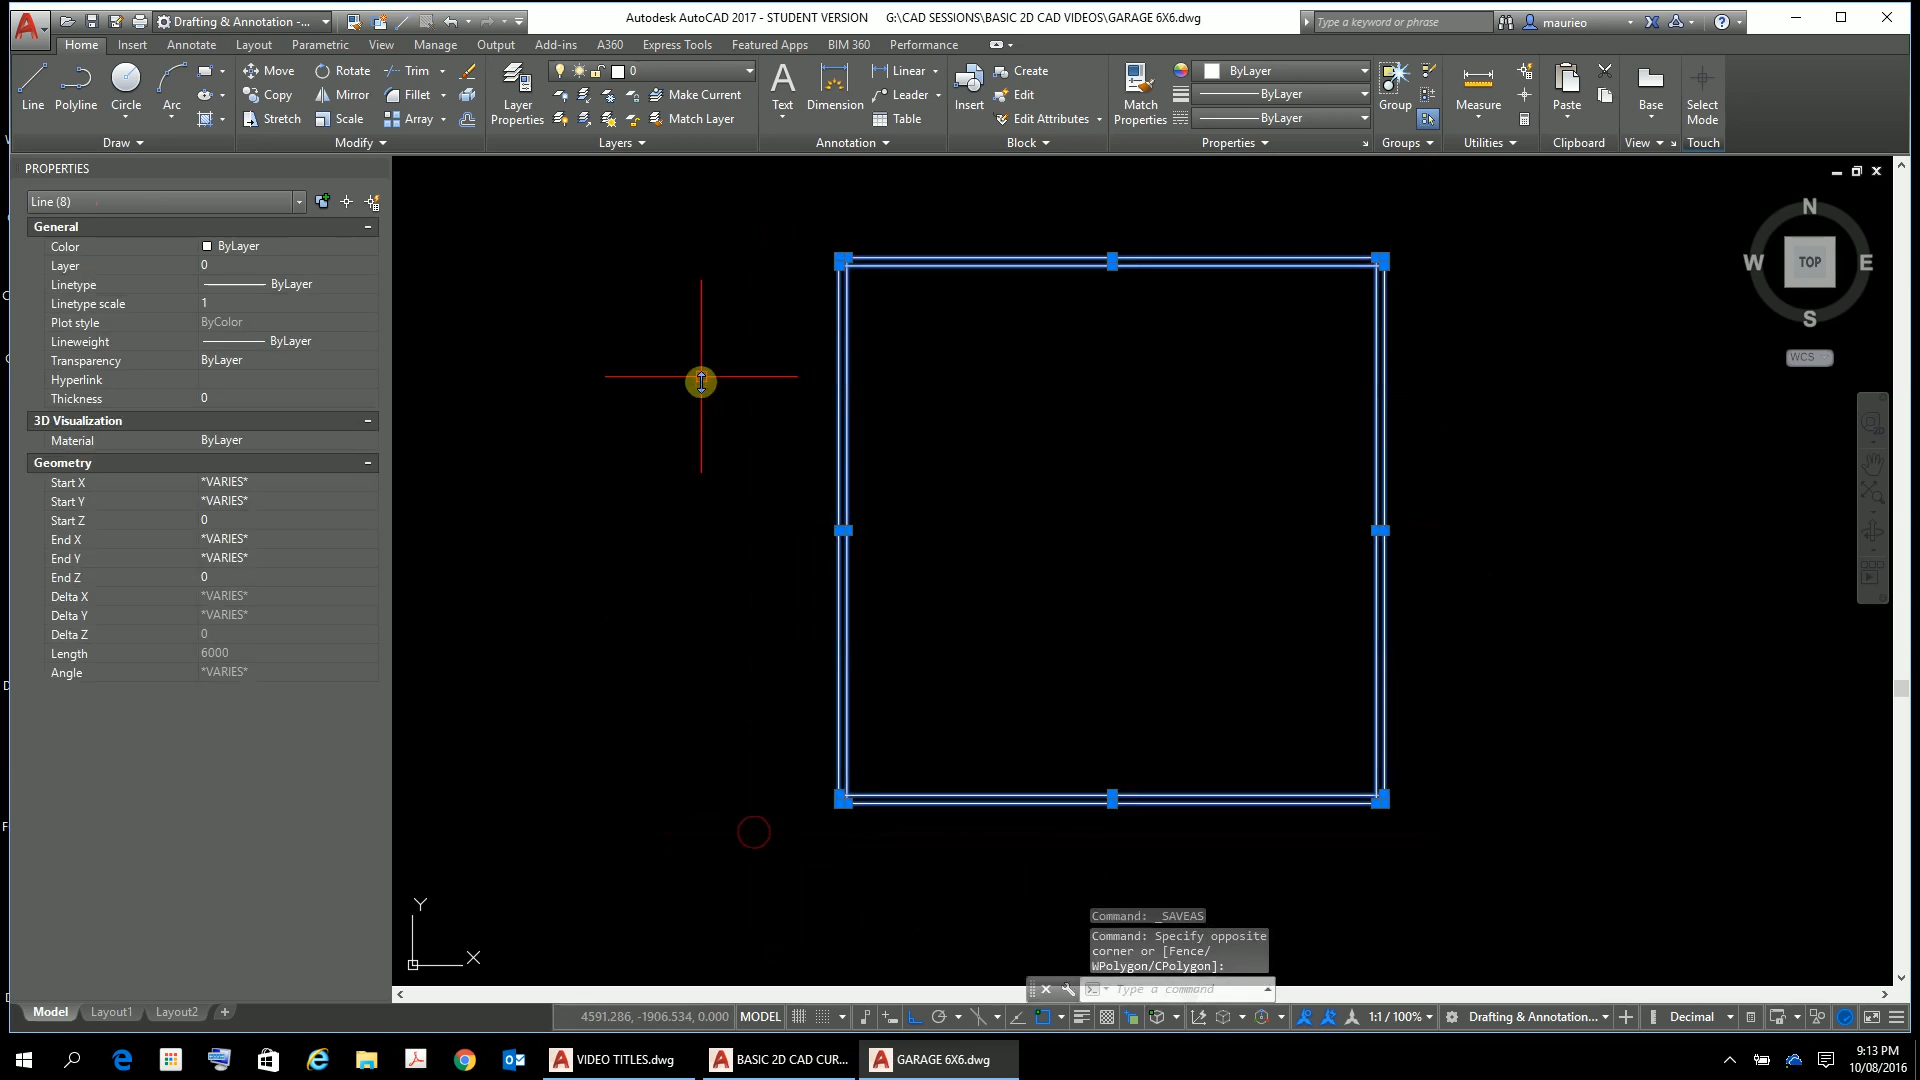 Drafting & Annotation -...
Autodesk AutoCAD 2017 - STUDENT VERSION G:\CAD SESSIONS\BASIC 2D CAD VIDEOS\GARAGE 6X6.dwg
Type a keyword or phrase
maurieo
Home Insert Annotate Layout Parametric View Manage Output Add-ins A360 Express Tools Featured Apps BIM 360 Performance
Line
Polyline
Circle
Arc
Draw
Move Rotate Trim
Copy Mirror Fillet
Stretch Scale Array
Modify
Layer
Properties
0
Make Current
Match Layer
Layers
Text
Dimension
Linear
Leader
Table
Annotation
Insert
Create
Edit
Edit Attributes
Block
Match
Properties
ByLayer
ByLayer
ByLayer
Properties
Group
Groups
Measure
Utilities
Paste
Clipboard
Base
View
Select
Mode
Touch
PROPERTIES
Line (8)
General
Color ByLayer
Layer 0
Linetype ByLayer
Linetype scale 1
Plot style ByColor
Lineweight ByLayer
Transparency ByLayer
Hyperlink
Thickness 0
3D Visualization
Material ByLayer
Geometry
Start X *VARIES*
Start Y *VARIES*
Start Z 0
End X *VARIES*
End Y *VARIES*
End Z 0
Delta X *VARIES*
Delta Y *VARIES*
Delta Z 0
Length 6000
Angle *VARIES*
N
W TOP E
S
WCS
Y
X
Command: _SAVEAS
Command: Specify opposite
corner or [Fence/
WPolygon/CPolygon]:
Type a command
Model Layout1 Layout2 +
4591.286, -1906.534, 0.000 MODEL
1:1 / 100%
Drafting & Annotation...
Decimal
VIDEO TITLES.dwg
BASIC 2D CAD CUR...
GARAGE 6X6.dwg
9:13 PM
10/08/2016